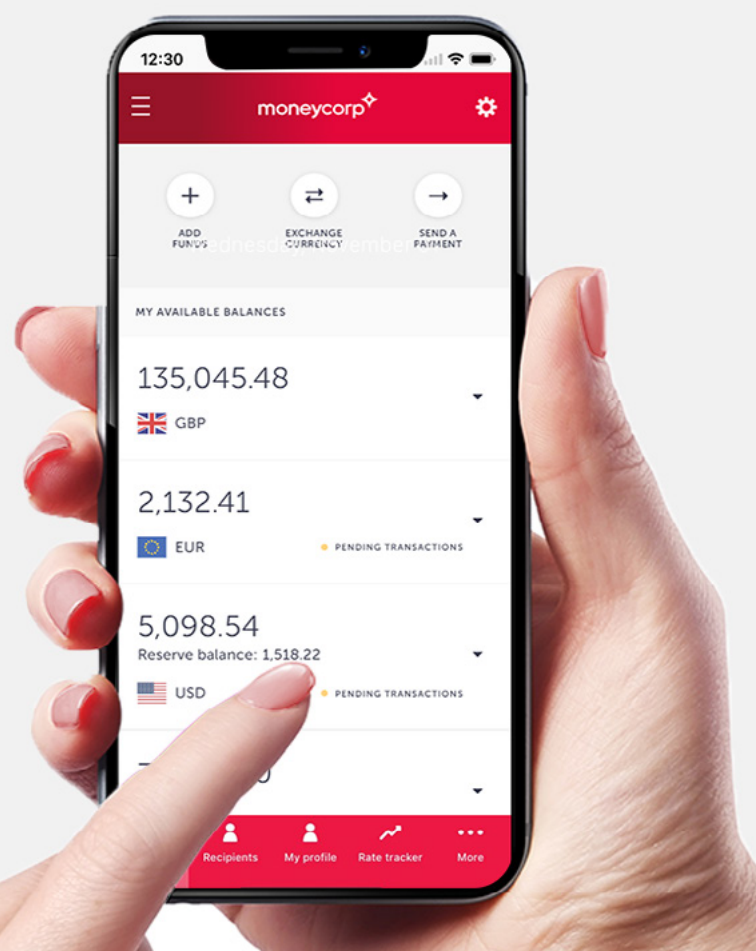 12:30
moneycorp
ADD
FUNDS
EXCHANGE
CURRENCY
SEND A
PAYMENT
MY AVAILABLE BALANCES
135,045.48
GBP
2,132.41
EUR
PENDING TRANSACTIONS
5,098.54
Reserve balance: 1,518.22
USD
PENDING TRANSACTIONS
Recipients
My profile
Rate tracker
More